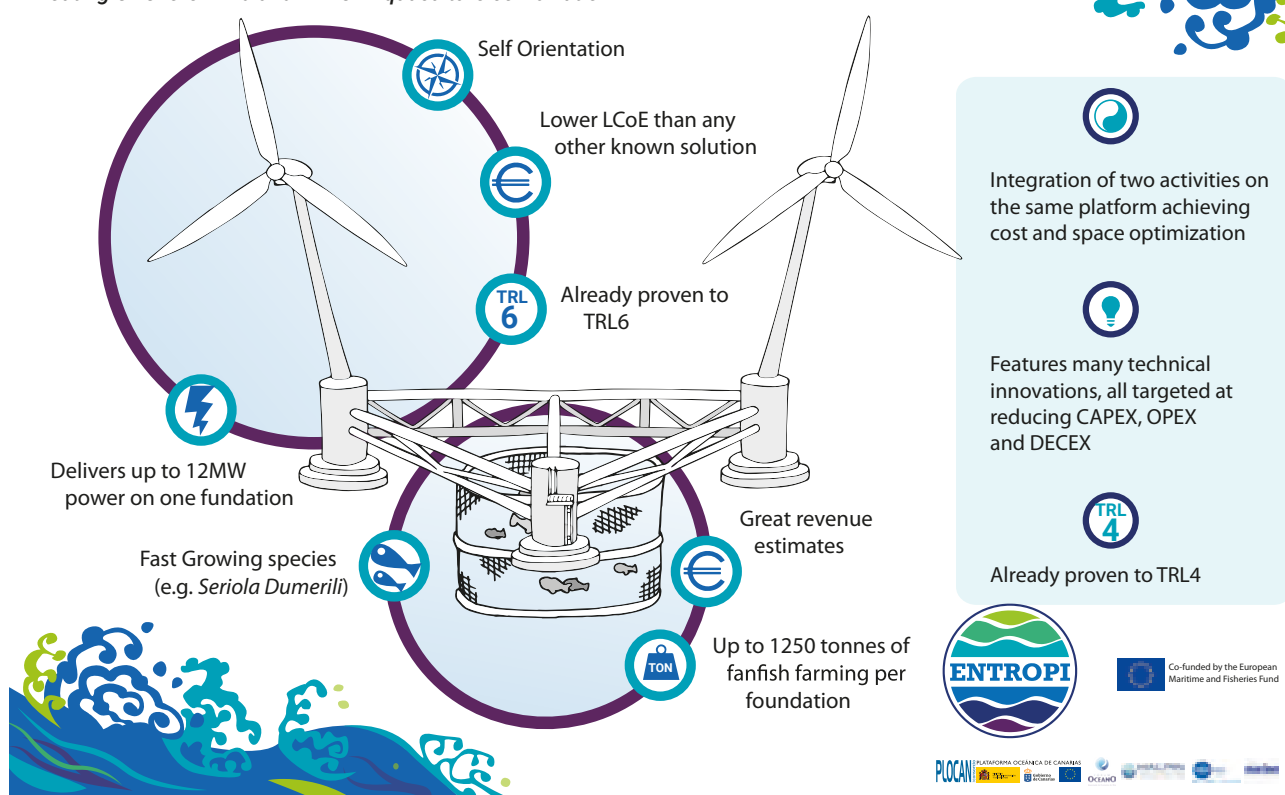 Self Orientation
Lower LCoE than any
other known solution
TRL
6
Already proven to
TRL6
Delivers up to 12MW
power on one fundation
Fast Growing species
(e.g. Seriola Dumerili)
Great revenue
estimates
TON
Up to 1250 tonnes of
fanfish farming per
foundation
Integration of two activities on
the same platform achieving
cost and space optimization
Features many technical
innovations, all targeted at
reducing CAPEX, OPEX
and DECEX
TRL
4
Already proven to TRL4
ENTROPI
Co-funded by the European
Maritime and Fisheries Fund
PLOCAN
PLATAFORMA OCEÁNICA DE CANARIAS
Gobierno
de Canarias
OCEANO